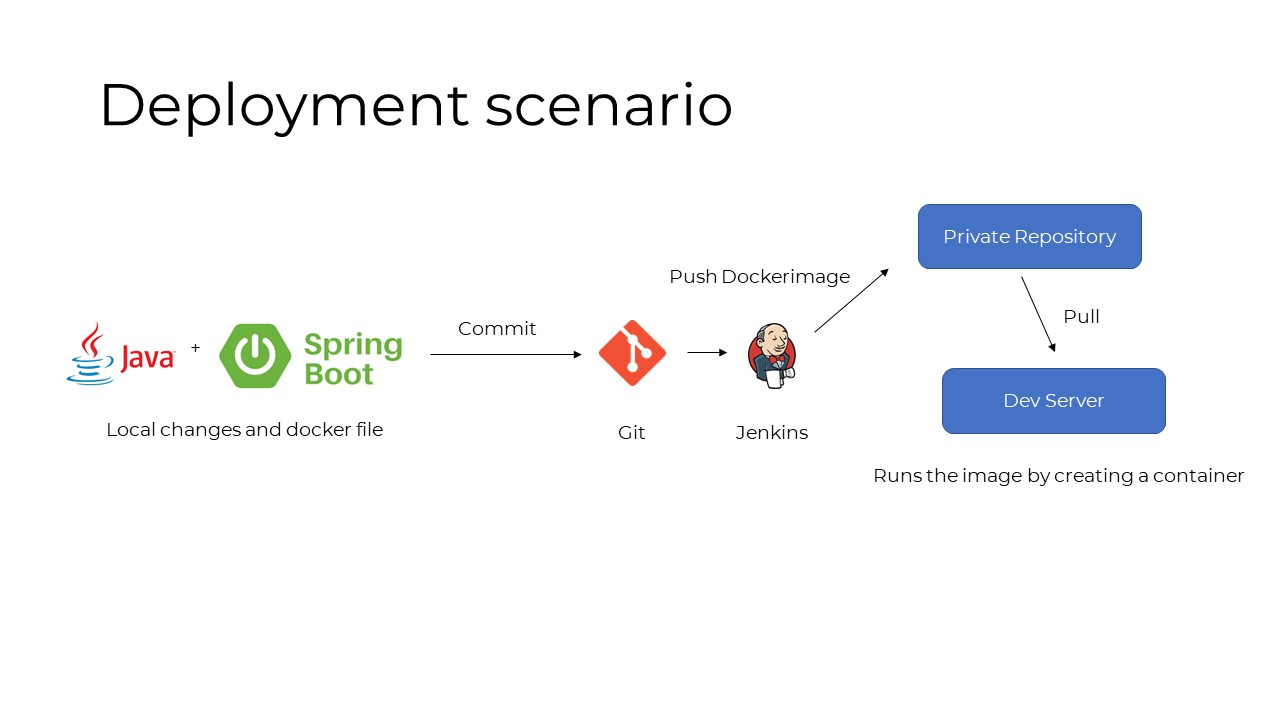 Deployment scenario
Private Repository
Push Dockerimage
Pull
Commit
Java
+
Spring
Boot
Dev Server
Local changes and docker file
Git
Jenkins
Runs the image by creating a container